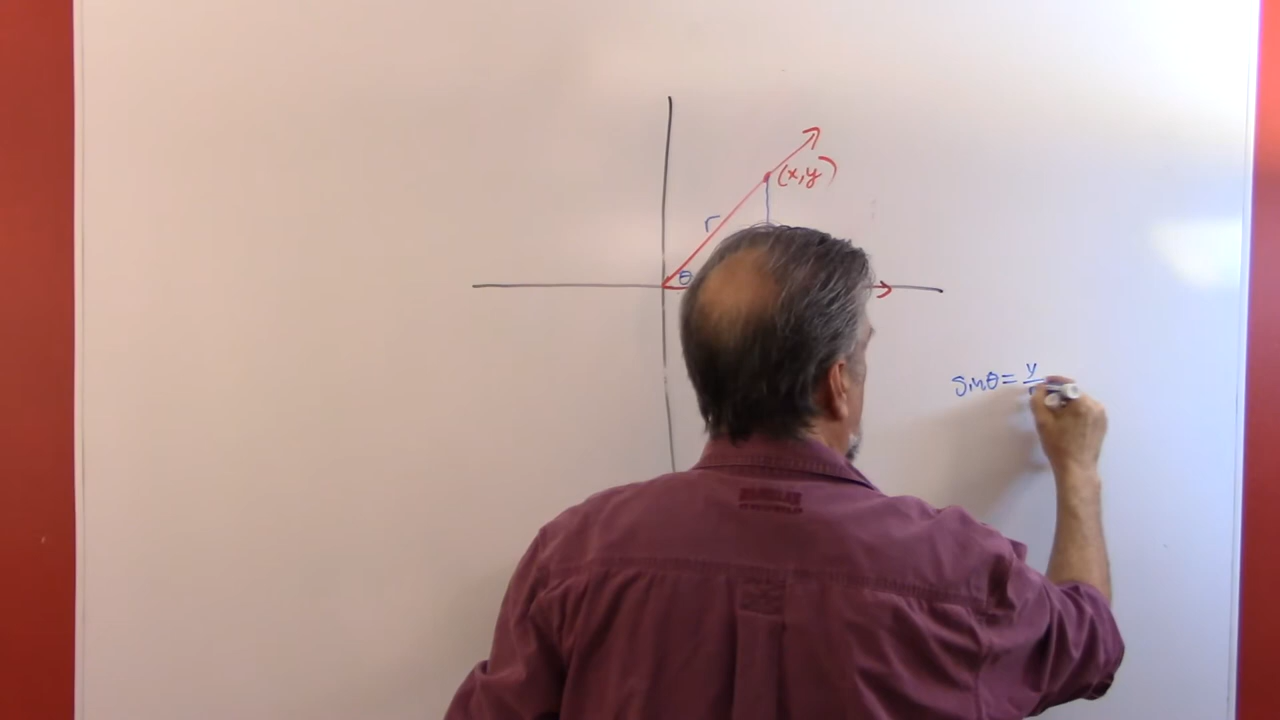 (x,y)
r
θ
sinθ = y/r